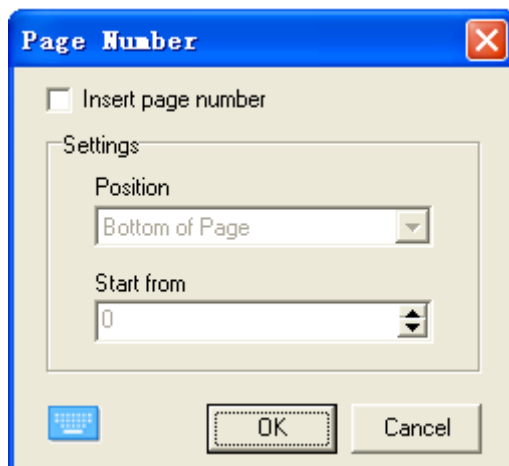 Page Number
Insert page number
Settings
Position
Bottom of Page
Start from
0
OK
Cancel